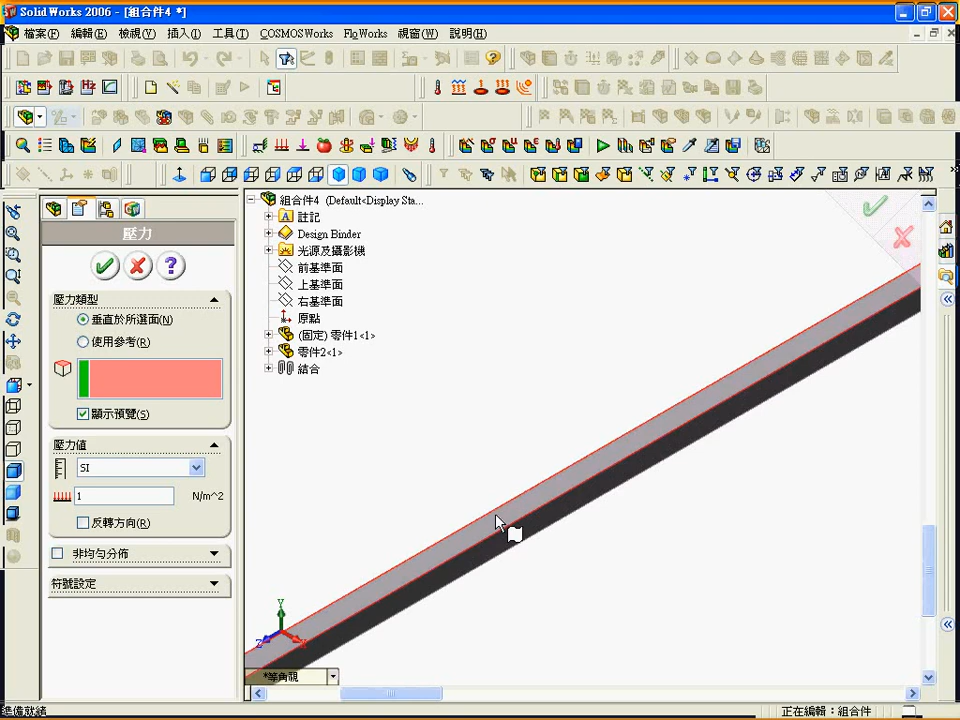 SolidWorks 2006 - [組合件4 *]
檔案(F) 編輯(E) 檢視(V) 插入(I) 工具(T) COSMOSWorks FloWorks 視窗(W) 說明(H)
壓力
?
壓力類型
垂直於所選面(N)
使用參考(R)
顯示預覽(S)
壓力值
SI
1 N/m^2
反轉方向(R)
非均勻分佈
符號設定
組合件4 (Default<Display Sta...
註記
Design Binder
光源及攝影機
前基準面
上基準面
右基準面
原點
(固定) 零件1<1>
零件2<1>
結合
Y
Z
X
*等角視
準備就緒
正在編輯：組合件